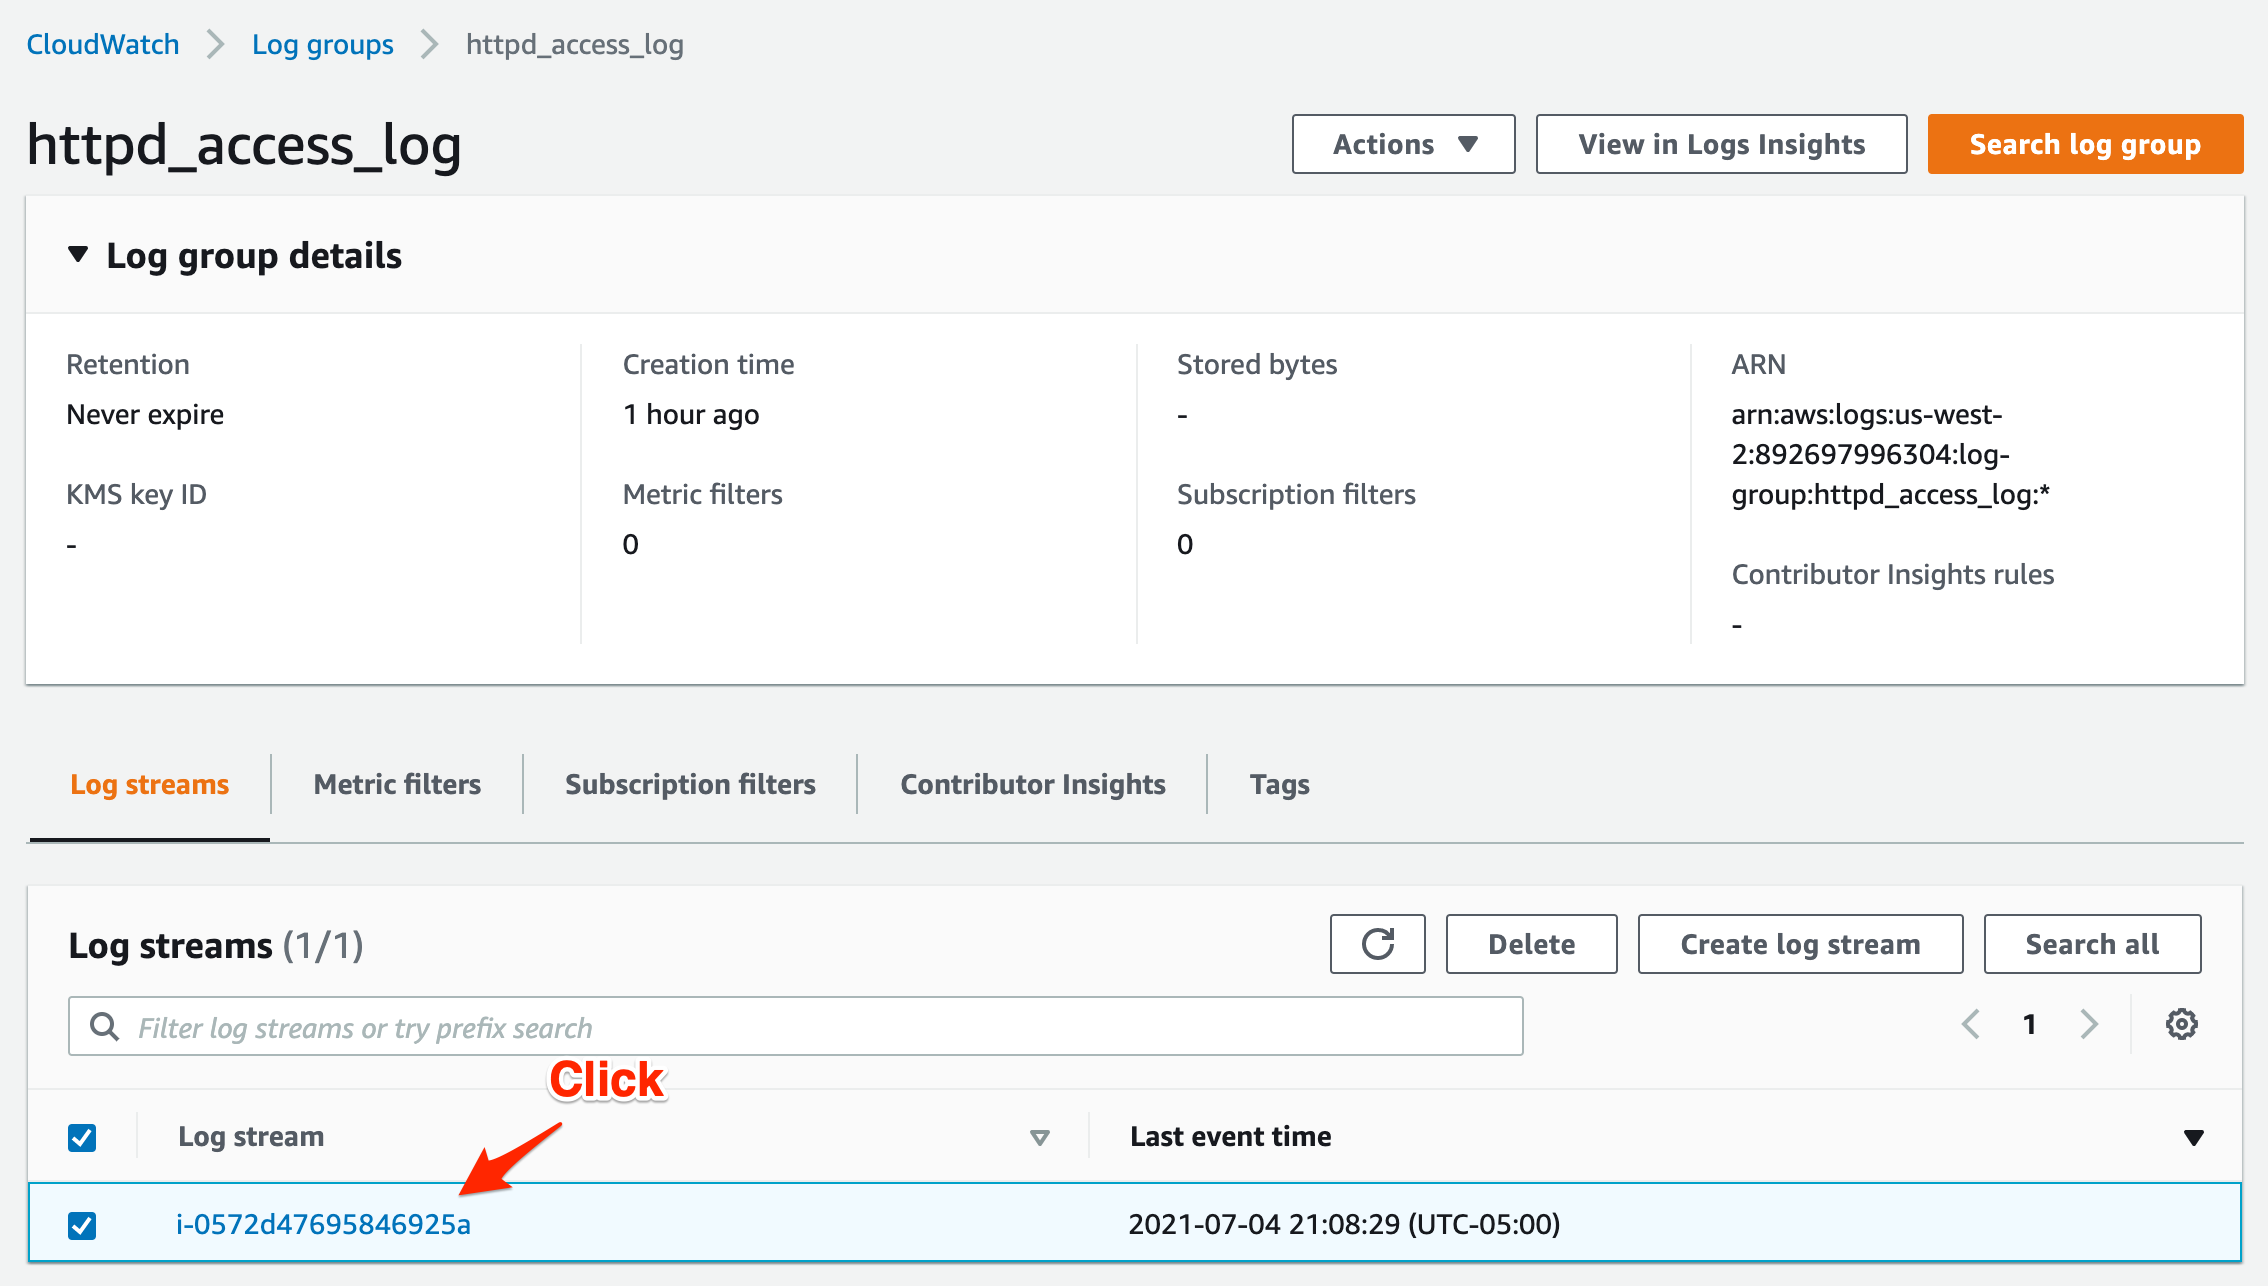 CloudWatch > Log groups > httpd_access_log
httpd_access_log
Actions ▼
View in Logs Insights
Search log group
▼ Log group details
Retention
Never expire
KMS key ID
-
Creation time
1 hour ago
Metric filters
0
Stored bytes
-
Subscription filters
0
ARN
arn:aws:logs:us-west-
2:892697996304:log-
group:httpd_access_log:*
Contributor Insights rules
-
Log streams
Metric filters
Subscription filters
Contributor Insights
Tags
Log streams (1/1)
Delete
Create log stream
Search all
Filter log streams or try prefix search
1
Click
Log stream
Last event time
i-0572d47695846925a
2021-07-04 21:08:29 (UTC-05:00)